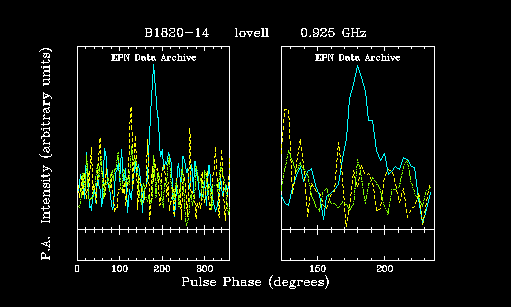 B1820-14 lovell 0.925 GHz
EPN Data Archive EPN Data Archive
P.A. Intensity (arbitrary units)
0 100 200 300 160 200
Pulse Phase (degrees)